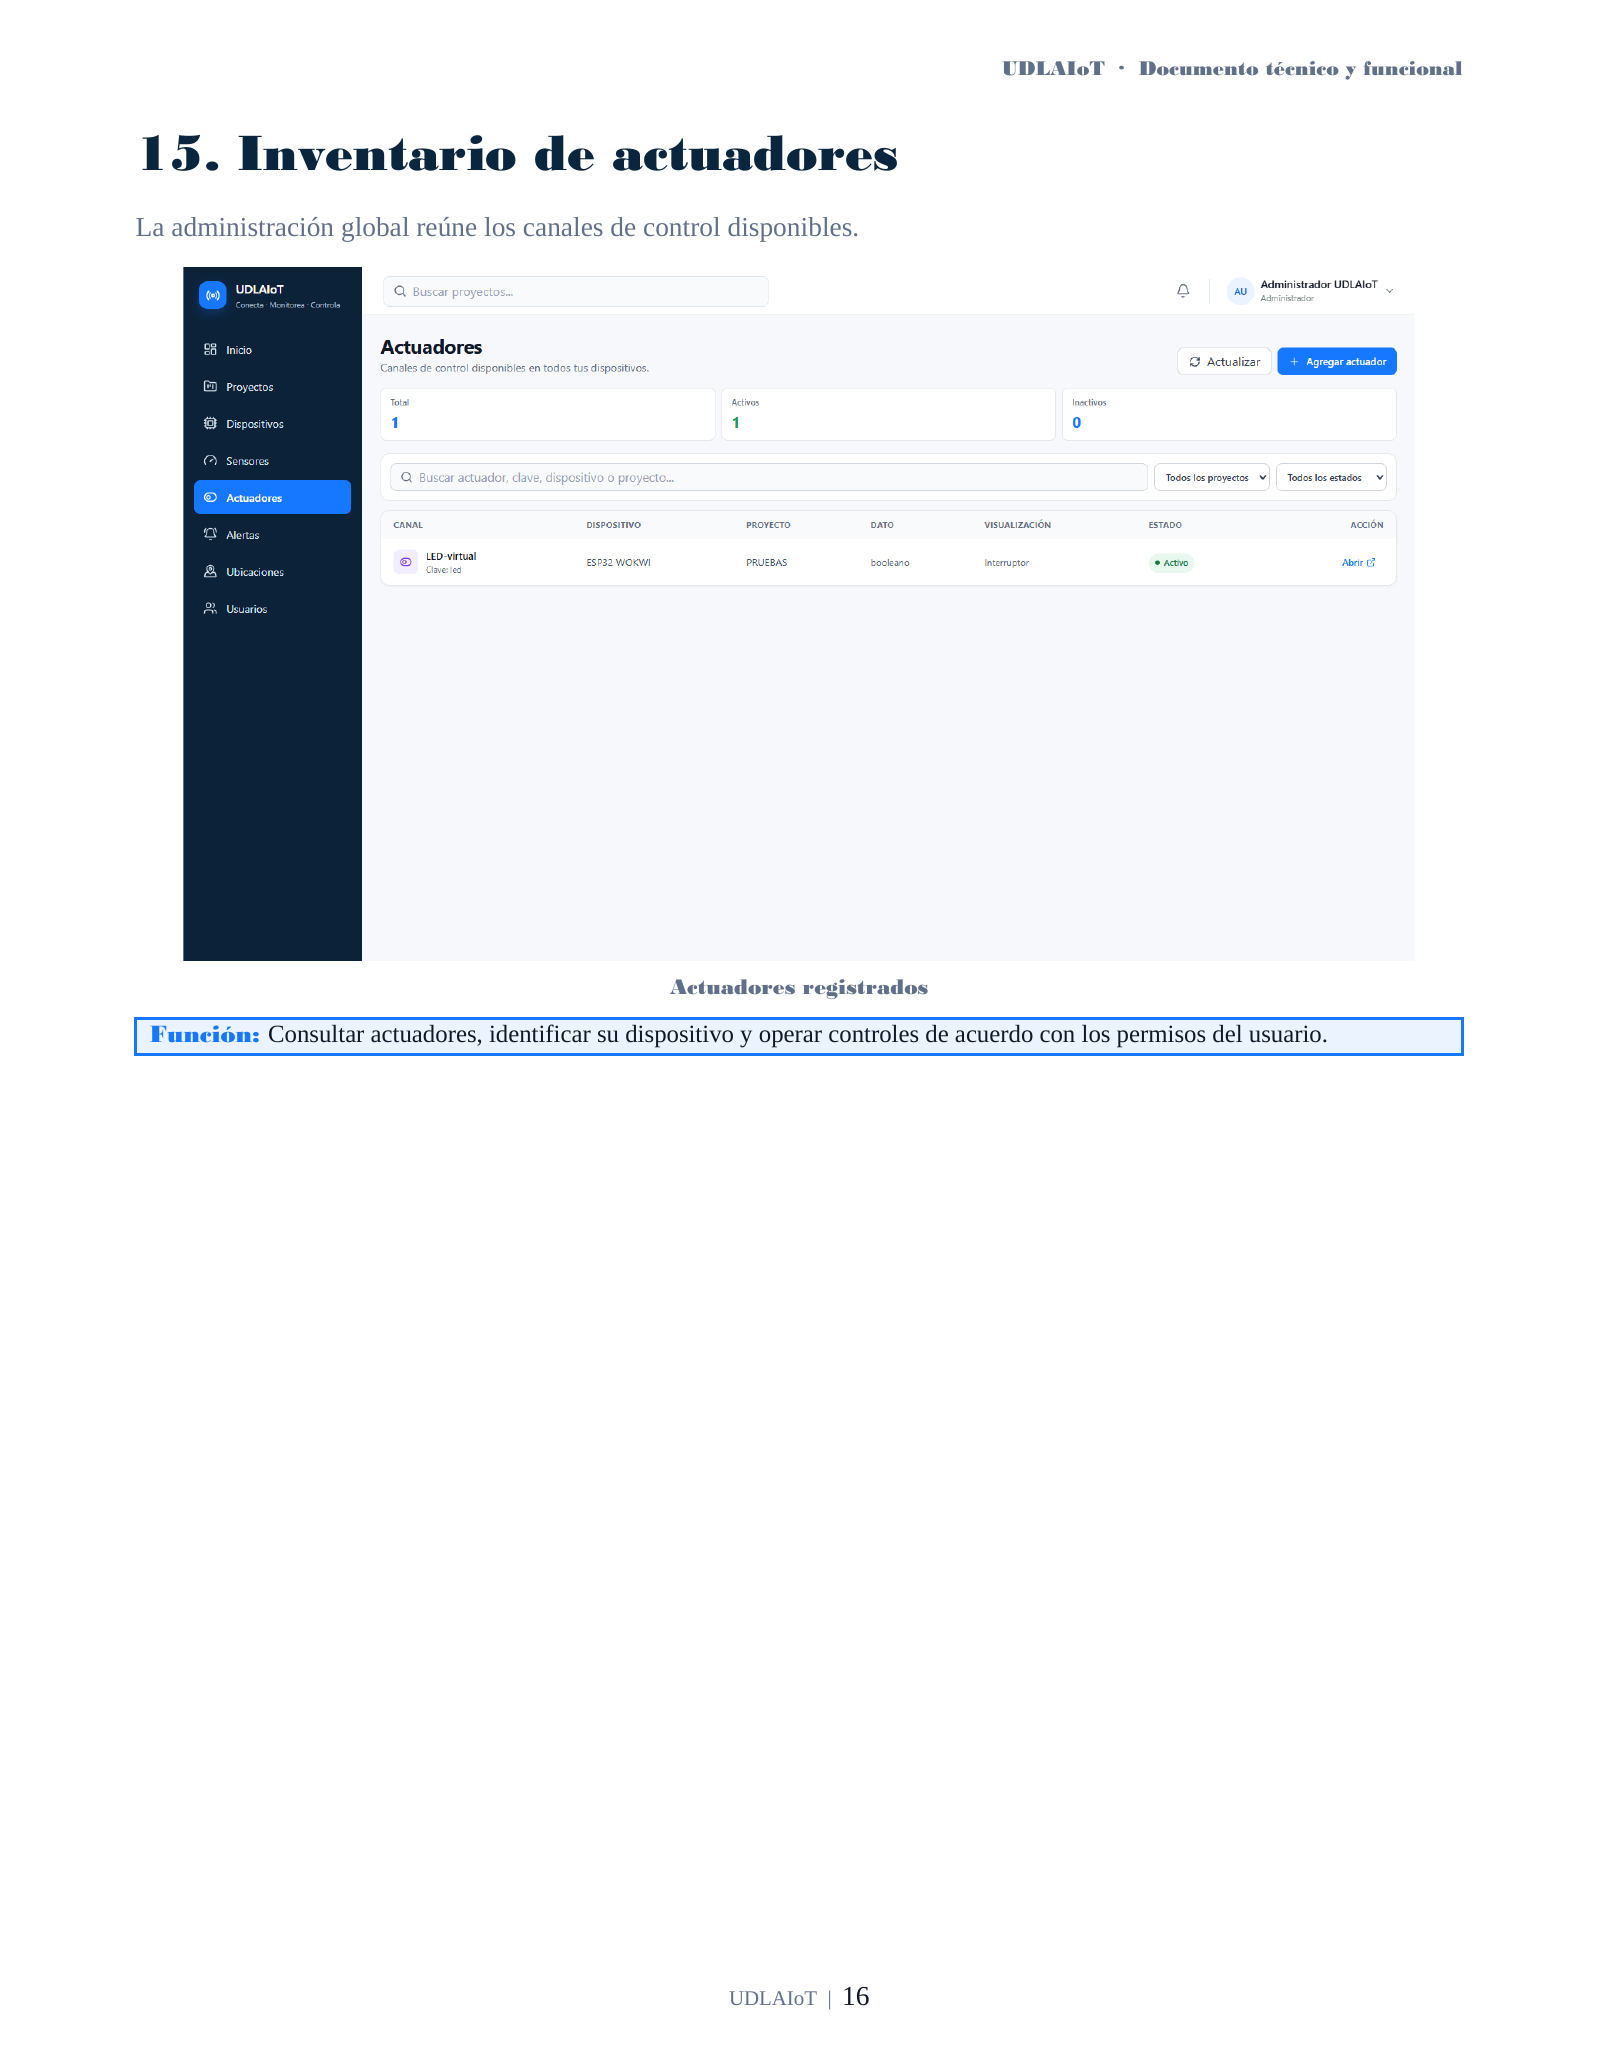 UDLAIoT · Documento técnico y funcional
15. Inventario de actuadores
La administración global reúne los canales de control disponibles.
UDLAIoT
Conecta · Monitorea · Controla
Buscar proyectos...
AU
Administrador UDLAIoT
Administrador
Inicio
Proyectos
Dispositivos
Sensores
Actuadores
Alertas
Ubicaciones
Usuarios
Actuadores
Canales de control disponibles en todos tus dispositivos.
Actualizar
+ Agregar actuador
Total
1
Activos
1
Inactivos
0
Buscar actuador, clave, dispositivo o proyecto...
Todos los proyectos
Todos los estados
CANAL DISPOSITIVO PROYECTO DATO VISUALIZACIÓN ESTADO ACCIÓN
LED-virtual ESP32 WOKWI PRUEBAS booleano Interruptor Activo Abrir
Clave: led
Actuadores registrados
Función: Consultar actuadores, identificar su dispositivo y operar controles de acuerdo con los permisos del usuario.
UDLAIoT | 16